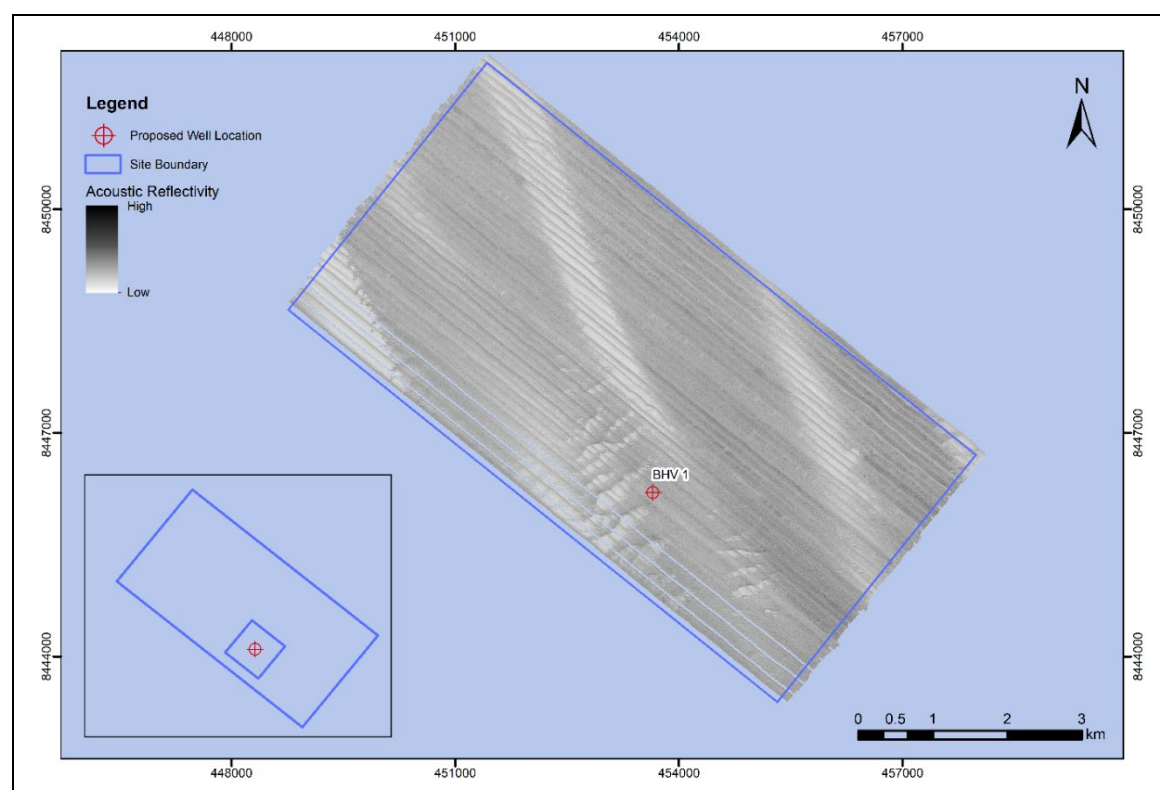 448000 451000 454000 457000
Legend
Proposed Well Location
Site Boundary
Acoustic Reflectivity
High
Low
N
8450000 8450000
8447000 8447000
BHV 1
8444000 8444000
0 0.5 1 2 3
km
448000 451000 454000 457000